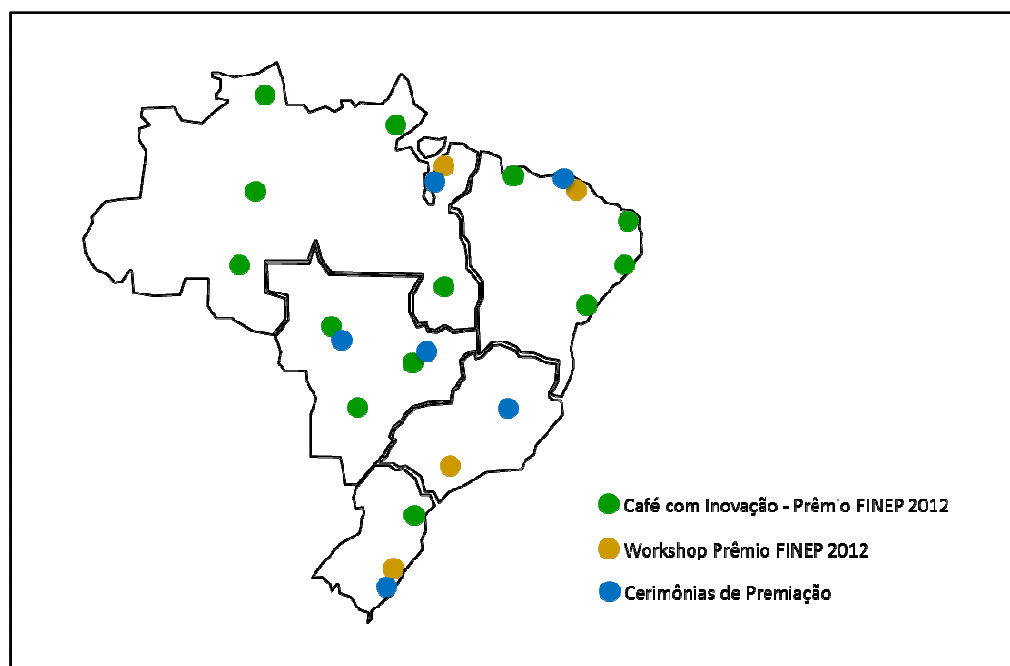 Café com Inovação - Prêmio FINEP 2012
Workshop Prêmio FINEP 2012
Cerimônias de Premiação